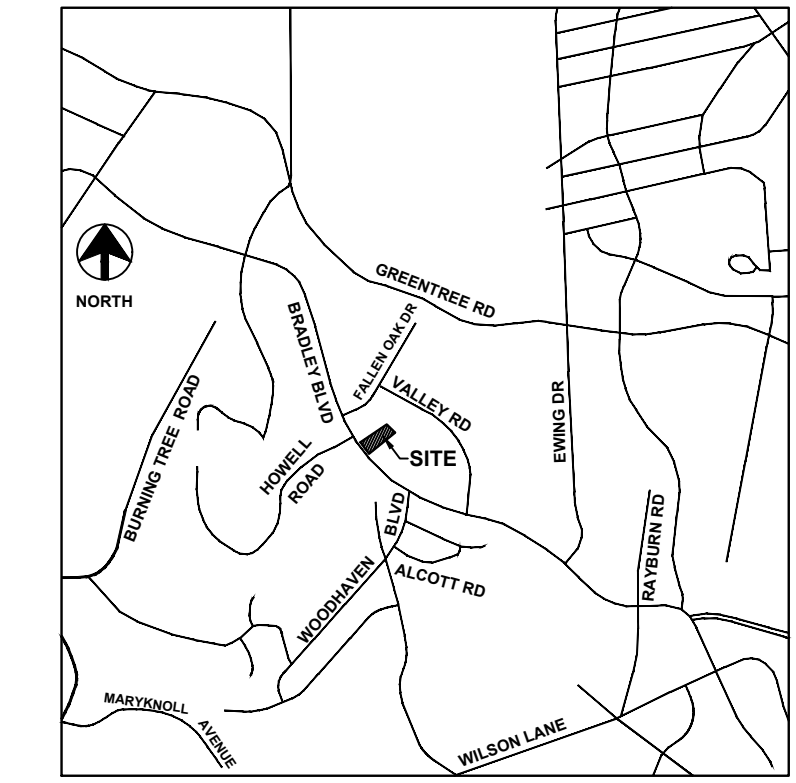 NORTH
GREENTREE RD
BRADLEY BLVD
FALLEN OAK DR
VALLEY RD
BURNING TREE ROAD
EWING DR
HOWELL
ROAD
SITE
BLVD
WOODHAVEN
ALCOTT RD
RAYBURN RD
MARYKNOLL
AVENUE
WILSON LANE